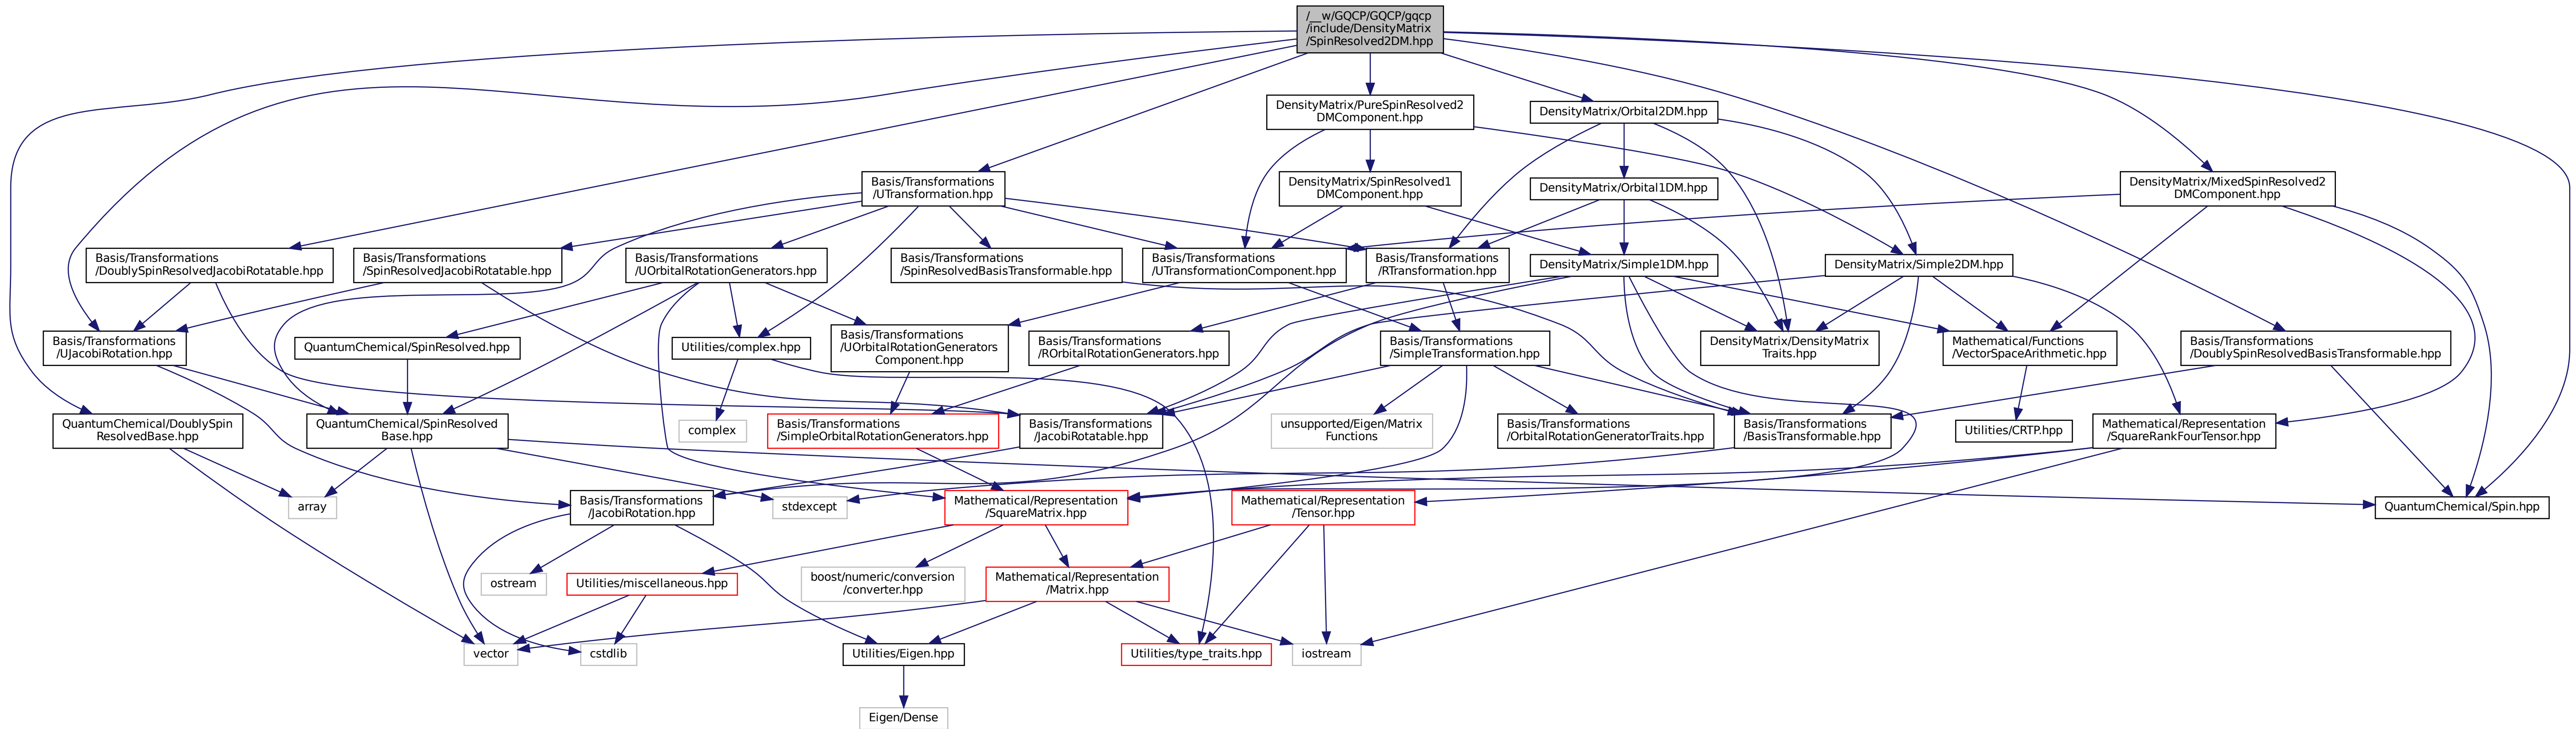 /__w/GQCP/GQCP/gqcp
/include/DensityMatrix
/SpinResolved2DM.hpp
DensityMatrix/PureSpinResolved2
DMComponent.hpp
DensityMatrix/Orbital2DM.hpp
Basis/Transformations
/UTransformation.hpp
DensityMatrix/SpinResolved1
DMComponent.hpp
DensityMatrix/Orbital1DM.hpp
DensityMatrix/MixedSpinResolved2
DMComponent.hpp
Basis/Transformations
/DoublySpinResolvedJacobiRotatable.hpp
Basis/Transformations
/SpinResolvedJacobiRotatable.hpp
Basis/Transformations
/UOrbitalRotationGenerators.hpp
Basis/Transformations
/SpinResolvedBasisTransformable.hpp
Basis/Transformations
/UTransformationComponent.hpp
Basis/Transformations
/RTransformation.hpp
DensityMatrix/Simple1DM.hpp
DensityMatrix/Simple2DM.hpp
Basis/Transformations
/UJacobiRotation.hpp
QuantumChemical/SpinResolved.hpp
Utilities/complex.hpp
Basis/Transformations
/UOrbitalRotationGenerators
Component.hpp
Basis/Transformations
/ROrbitalRotationGenerators.hpp
Basis/Transformations
/SimpleTransformation.hpp
DensityMatrix/DensityMatrix
Traits.hpp
Mathematical/Functions
/VectorSpaceArithmetic.hpp
Basis/Transformations
/DoublySpinResolvedBasisTransformable.hpp
QuantumChemical/DoublySpin
ResolvedBase.hpp
QuantumChemical/SpinResolved
Base.hpp
complex
Basis/Transformations
/SimpleOrbitalRotationGenerators.hpp
Basis/Transformations
/JacobiRotatable.hpp
unsupported/Eigen/Matrix
Functions
Basis/Transformations
/OrbitalRotationGeneratorTraits.hpp
Basis/Transformations
/BasisTransformable.hpp
Utilities/CRTP.hpp
Mathematical/Representation
/SquareRankFourTensor.hpp
array
Basis/Transformations
/JacobiRotation.hpp
stdexcept
Mathematical/Representation
/SquareMatrix.hpp
Mathematical/Representation
/Tensor.hpp
QuantumChemical/Spin.hpp
ostream
Utilities/miscellaneous.hpp
boost/numeric/conversion
/converter.hpp
Mathematical/Representation
/Matrix.hpp
vector
cstdlib
Utilities/Eigen.hpp
Utilities/type_traits.hpp
iostream
Eigen/Dense